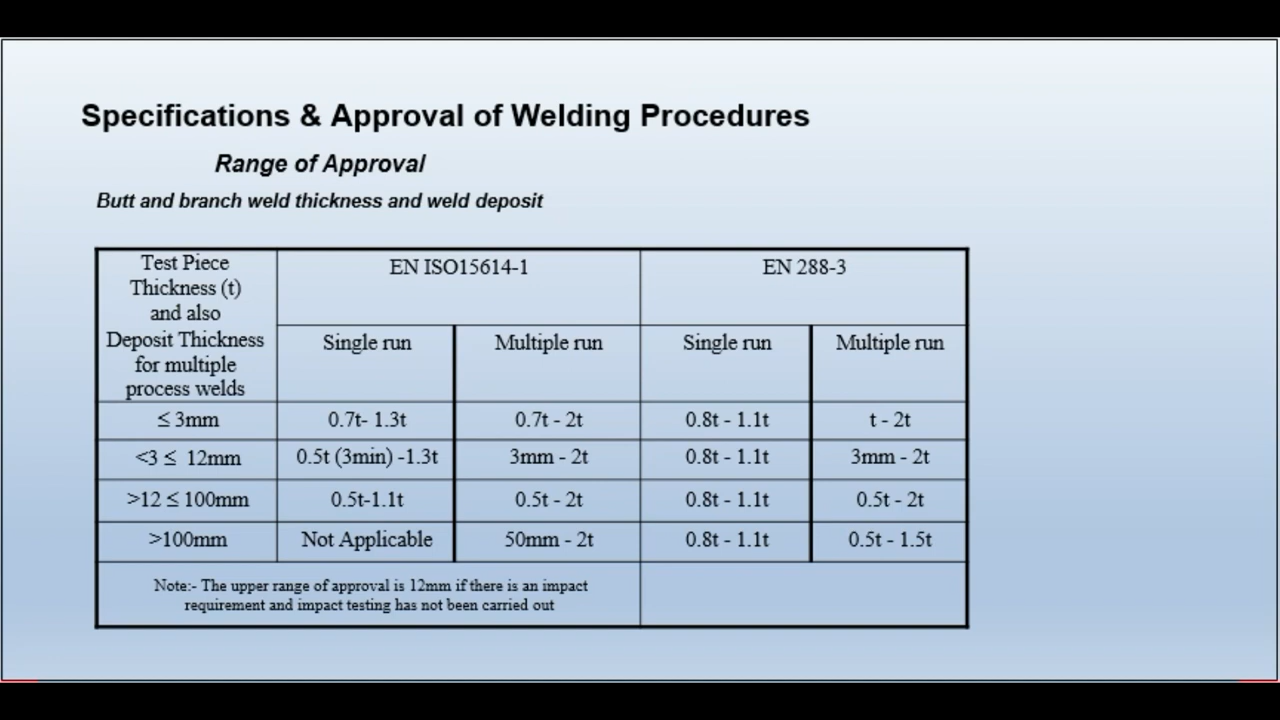 Specifications & Approval of Welding Procedures
Range of Approval
Butt and branch weld thickness and weld deposit
Test Piece
Thickness (t)
and also
Deposit Thickness
for multiple
process welds
EN ISO15614-1
EN 288-3
Single run
Multiple run
Single run
Multiple run
≤ 3mm
0.7t- 1.3t
0.7t - 2t
0.8t - 1.1t
t - 2t
<3 ≤ 12mm
0.5t (3min) -1.3t
3mm - 2t
0.8t - 1.1t
3mm - 2t
>12 ≤ 100mm
0.5t-1.1t
0.5t - 2t
0.8t - 1.1t
0.5t - 2t
>100mm
Not Applicable
50mm - 2t
0.8t - 1.1t
0.5t - 1.5t
Note:- The upper range of approval is 12mm if there is an impact
requirement and impact testing has not been carried out